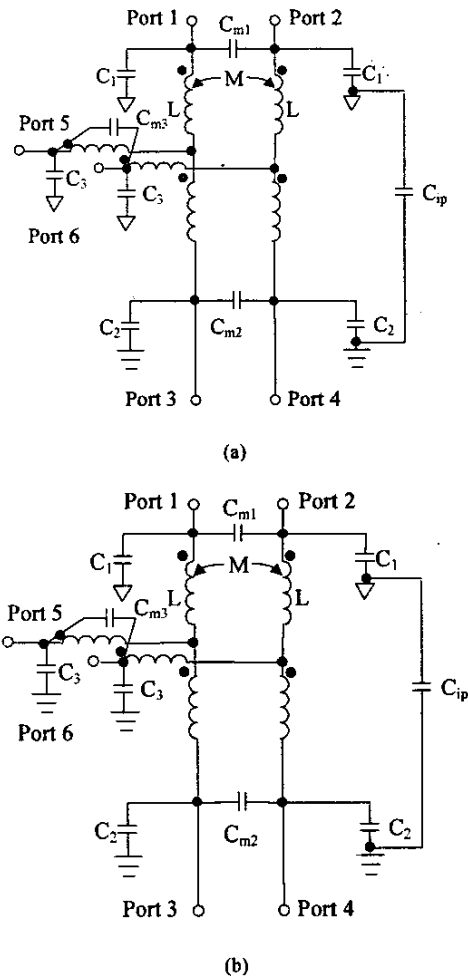 Port 1
Port 2
Cm1
C1
C1
M
L
L
Port 5
Cm3
C3
C3
Port 6
Cip
C2
Cm2
C2
Port 3
Port 4
(a)
Port 1
Port 2
Cm1
C1
C1
M
L
L
Port 5
Cm3
C3
C3
Port 6
Cip
C2
Cm2
C2
Port 3
Port 4
(b)